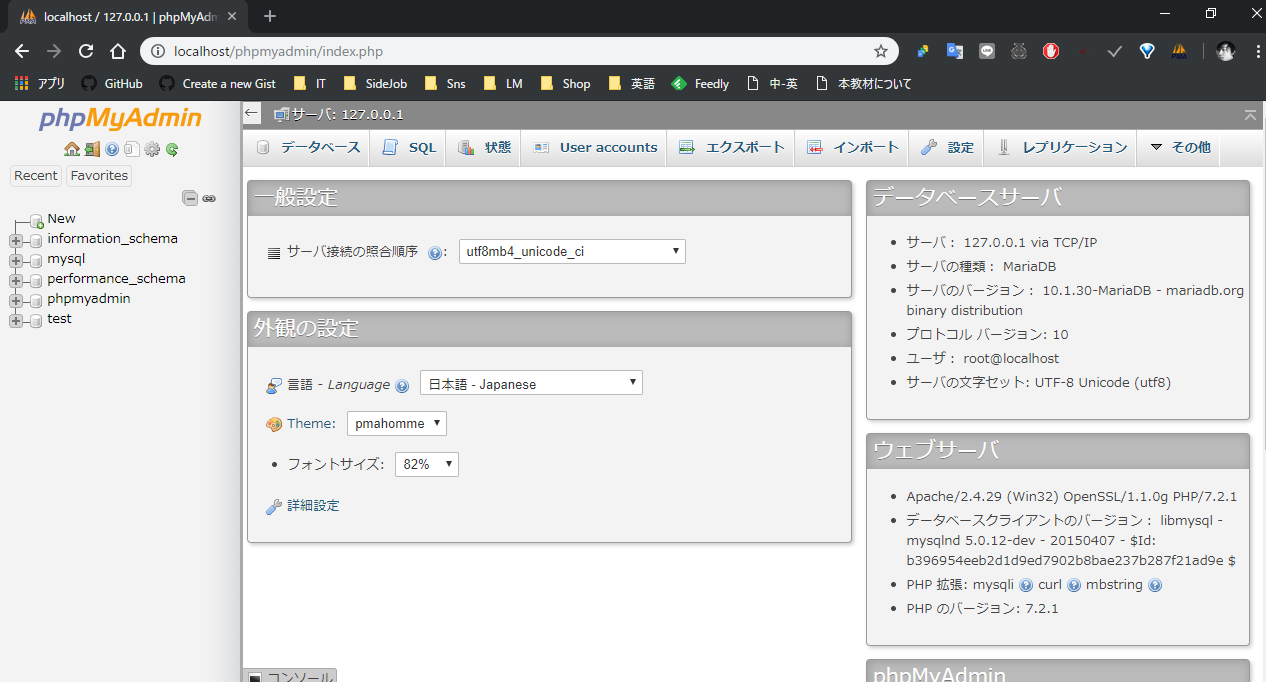 localhost / 127.0.0.1 | phpMyAdm
localhost/phpmyadmin/index.php
アプリ GitHub Create a new Gist IT SideJob Sns LM Shop 英語 Feedly 中-英 本教材について
phpMyAdmin
Recent Favorites
New
information_schema
mysql
performance_schema
phpmyadmin
test
サーバ: 127.0.0.1
データベース SQL 状態 User accounts エクスポート インポート 設定 レプリケーション その他
一般設定
サーバ接続の照合順序 : utf8mb4_unicode_ci
外観の設定
言語 - Language 日本語 - Japanese
Theme: pmahomme
フォントサイズ: 82%
詳細設定
コンソール
データベースサーバ
サーバ： 127.0.0.1 via TCP/IP
サーバの種類： MariaDB
サーバのバージョン： 10.1.30-MariaDB - mariadb.org
binary distribution
プロトコル バージョン: 10
ユーザ： root@localhost
サーバの文字セット: UTF-8 Unicode (utf8)
ウェブサーバ
Apache/2.4.29 (Win32) OpenSSL/1.1.0g PHP/7.2.1
データベースクライアントのバージョン： libmysql -
mysqlnd 5.0.12-dev - 20150407 - $Id:
b396954eeb2d1d9ed7902b8bae237b287f21ad9e $
PHP 拡張: mysqli curl mbstring
PHP のバージョン: 7.2.1
phpMyAdmin